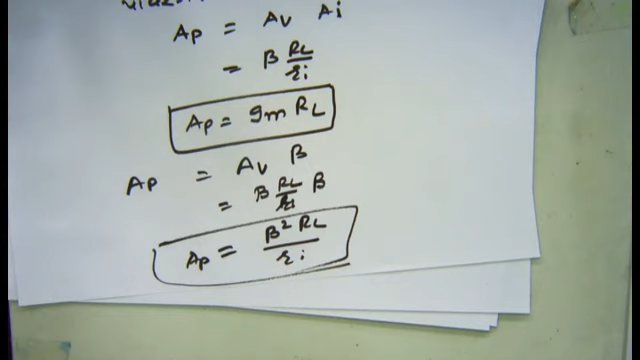 Ap = Av Ai
= β RL/ri
Ap = gm RL
Ap = Av β
= β RL/ri β
Ap = β² RL/ri